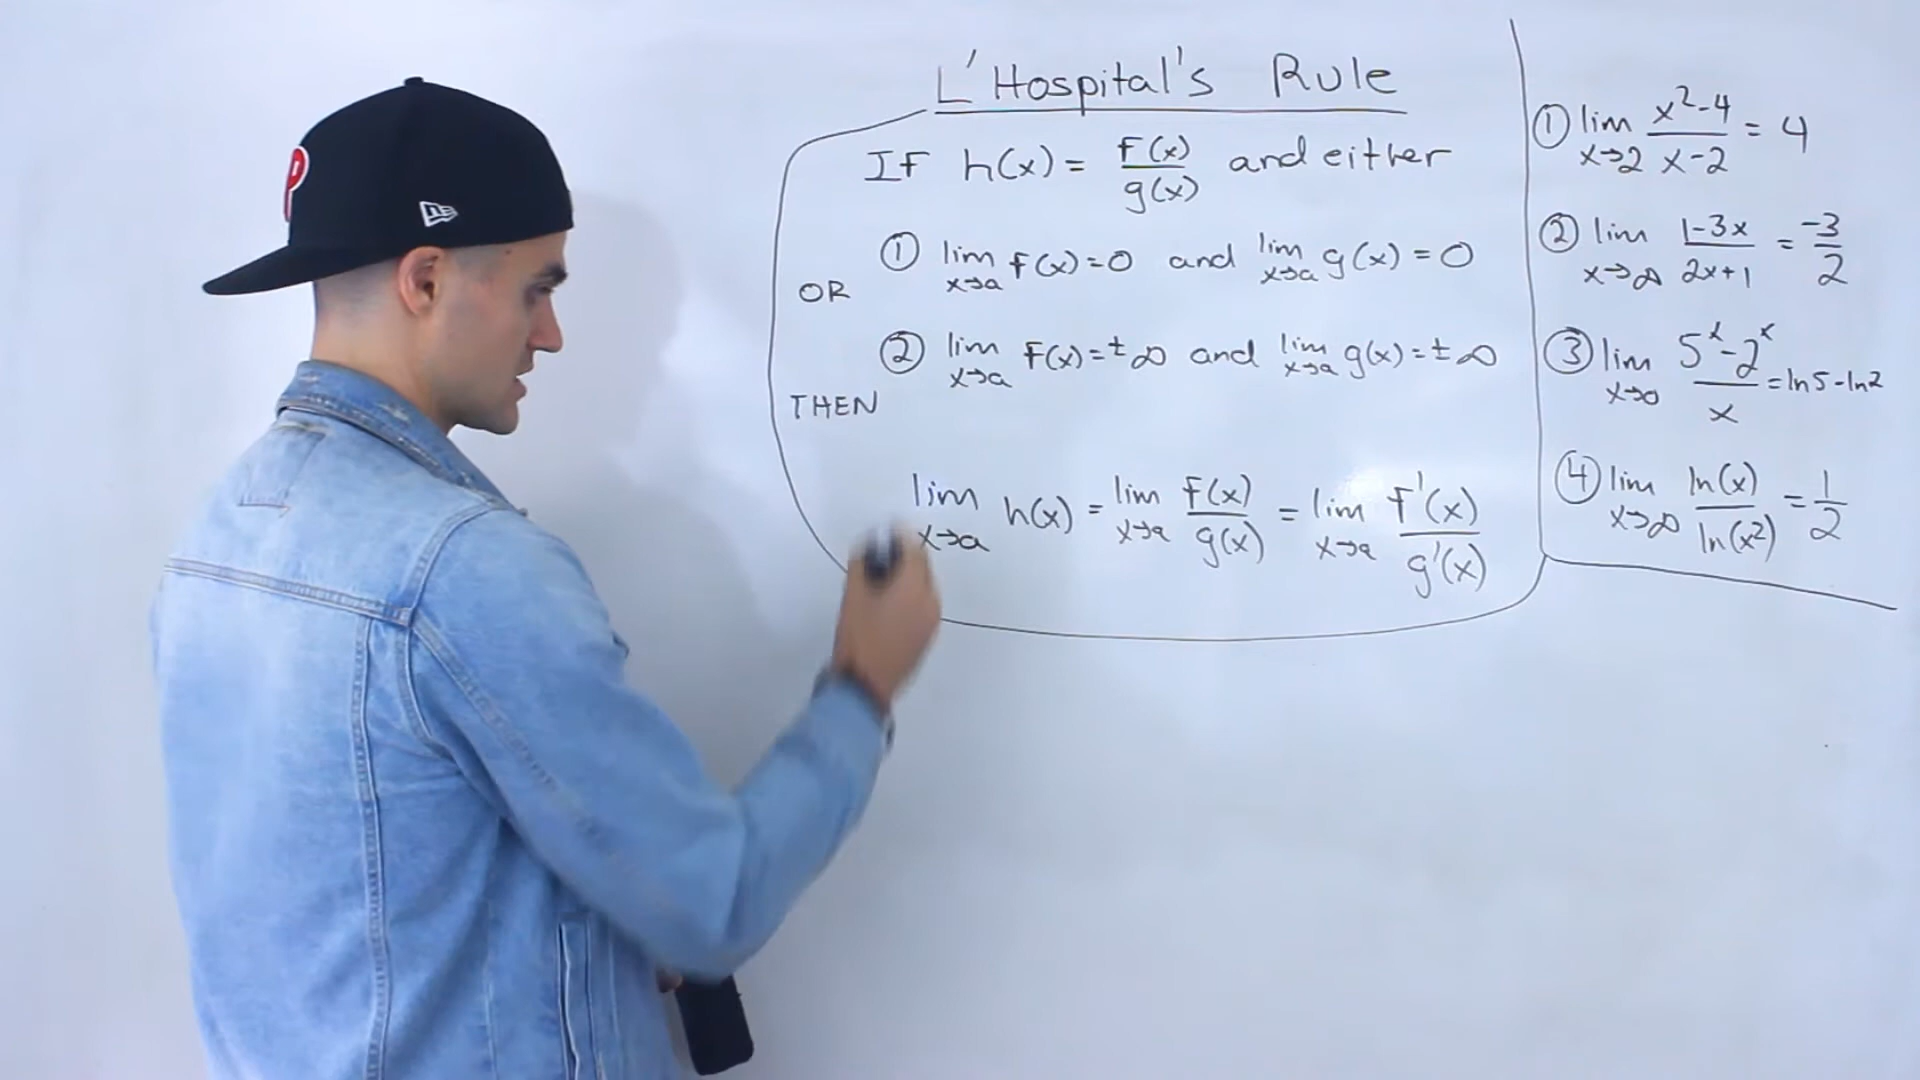 L'Hospital's Rule
IF h(x) = f(x)/g(x) and either
① lim x→a f(x)=0 and lim x→a g(x)=0
OR
② lim x→a f(x)=±∞ and lim x→a g(x)=±∞
THEN
lim x→a h(x) = lim x→a f(x)/g(x) = lim x→a f'(x)/g'(x)
① lim x→2 x²-4/x-2 = 4
② lim x→∞ 1-3x/2x+1 = -3/2
③ lim x→0 5ˣ-2ˣ/x = ln5-ln2
④ lim x→∞ ln(x)/ln(x²) = 1/2
P